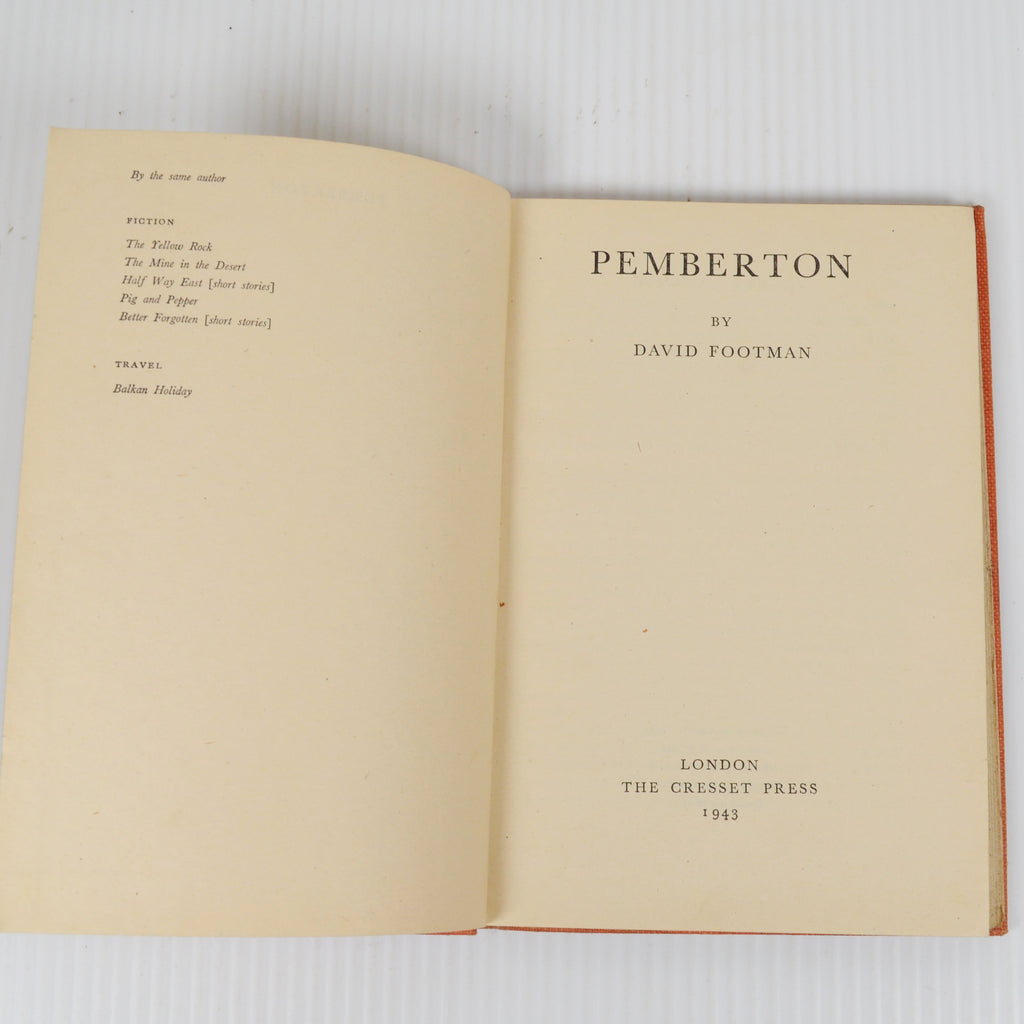 By the same author
FICTION
The Yellow Rock
The Mine in the Desert
Half Way East [short stories]
Pig and Pepper
Better Forgotten [short stories]
TRAVEL
Balkan Holiday
PEMBERTON
BY
DAVID FOOTMAN
LONDON
THE CRESSET PRESS
1943